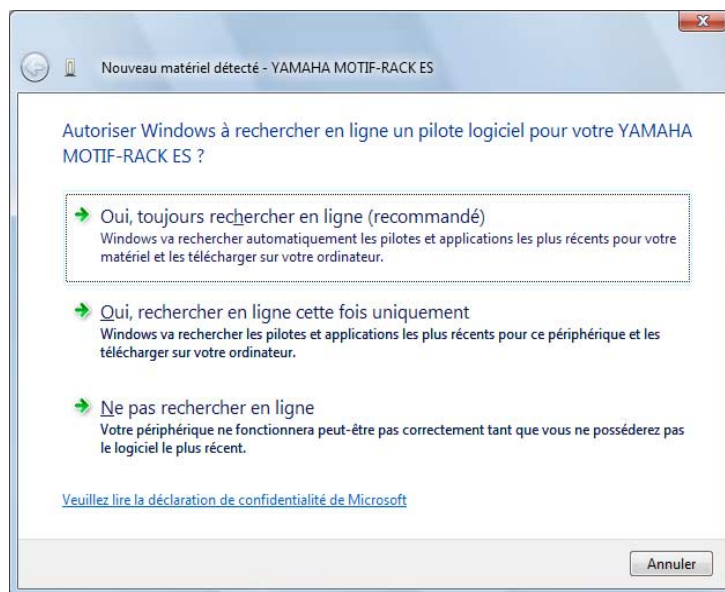 Nouveau matériel détecté - YAMAHA MOTIF-RACK ES
Autoriser Windows à rechercher en ligne un pilote logiciel pour votre YAMAHA
MOTIF-RACK ES ?
Oui, toujours rechercher en ligne (recommandé)
Windows va rechercher automatiquement les pilotes et applications les plus récents pour votre
matériel et les télécharger sur votre ordinateur.
Oui, rechercher en ligne cette fois uniquement
Windows va rechercher les pilotes et applications les plus récents pour ce périphérique et les
télécharger sur votre ordinateur.
Ne pas rechercher en ligne
Votre périphérique ne fonctionnera peut-être pas correctement tant que vous ne posséderez pas
le logiciel le plus récent.
Veuillez lire la déclaration de confidentialité de Microsoft
Annuler